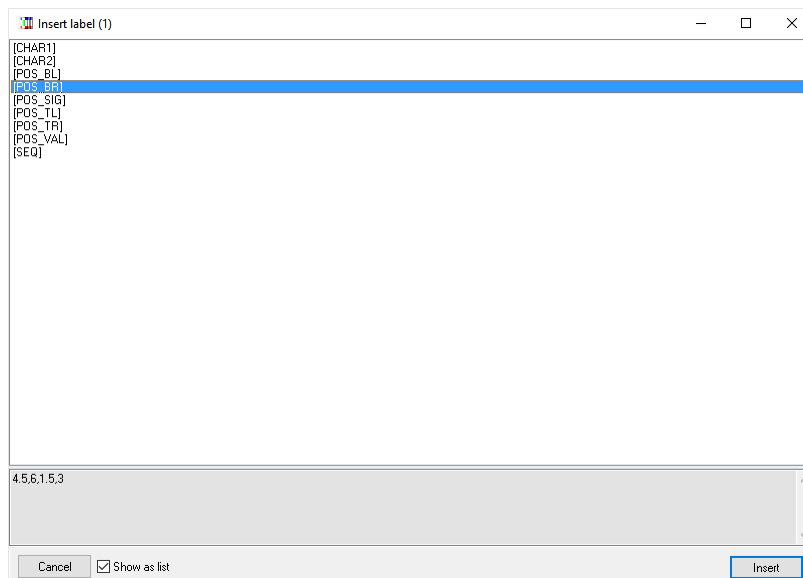 Insert label (1)
[CHAR1]
[CHAR2]
[POS_BL]
[POS_BR]
[POS_SIG]
[POS_TL]
[POS_TR]
[POS_VAL]
[SEQ]
4.5,6,1.5,3
Cancel
Show as list
Insert